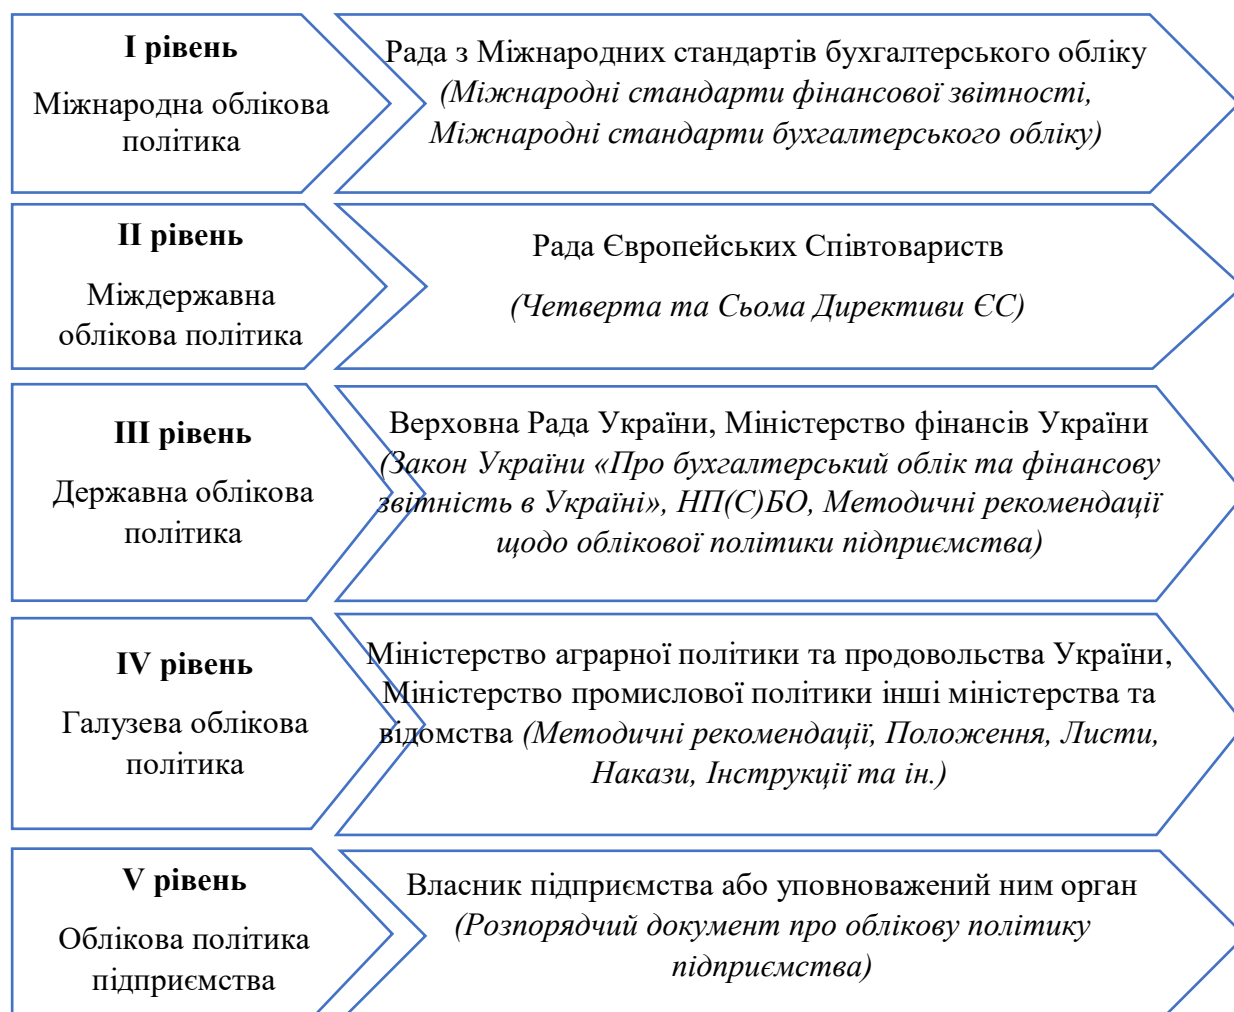 І рівень
Міжнародна облікова
політика
Рада з Міжнародних стандартів бухгалтерського обліку
(Міжнародні стандарти фінансової звітності,
Міжнародні стандарти бухгалтерського обліку)
ІІ рівень
Міждержавна
облікова політика
Рада Європейських Співтовариств
(Четверта та Сьома Директиви ЄС)
ІІІ рівень
Державна облікова
політика
Верховна Рада України, Міністерство фінансів України
(Закон України «Про бухгалтерський облік та фінансову
звітність в Україні», НП(С)БО, Методичні рекомендації
щодо облікової політики підприємства)
IV рівень
Галузева облікова
політика
Міністерство аграрної політики та продовольства України,
Міністерство промислової політики інші міністерства та
відомства (Методичні рекомендації, Положення, Листи,
Накази, Інструкції та ін.)
V рівень
Облікова політика
підприємства
Власник підприємства або уповноважений ним орган
(Розпорядчий документ про облікову політику
підприємства)